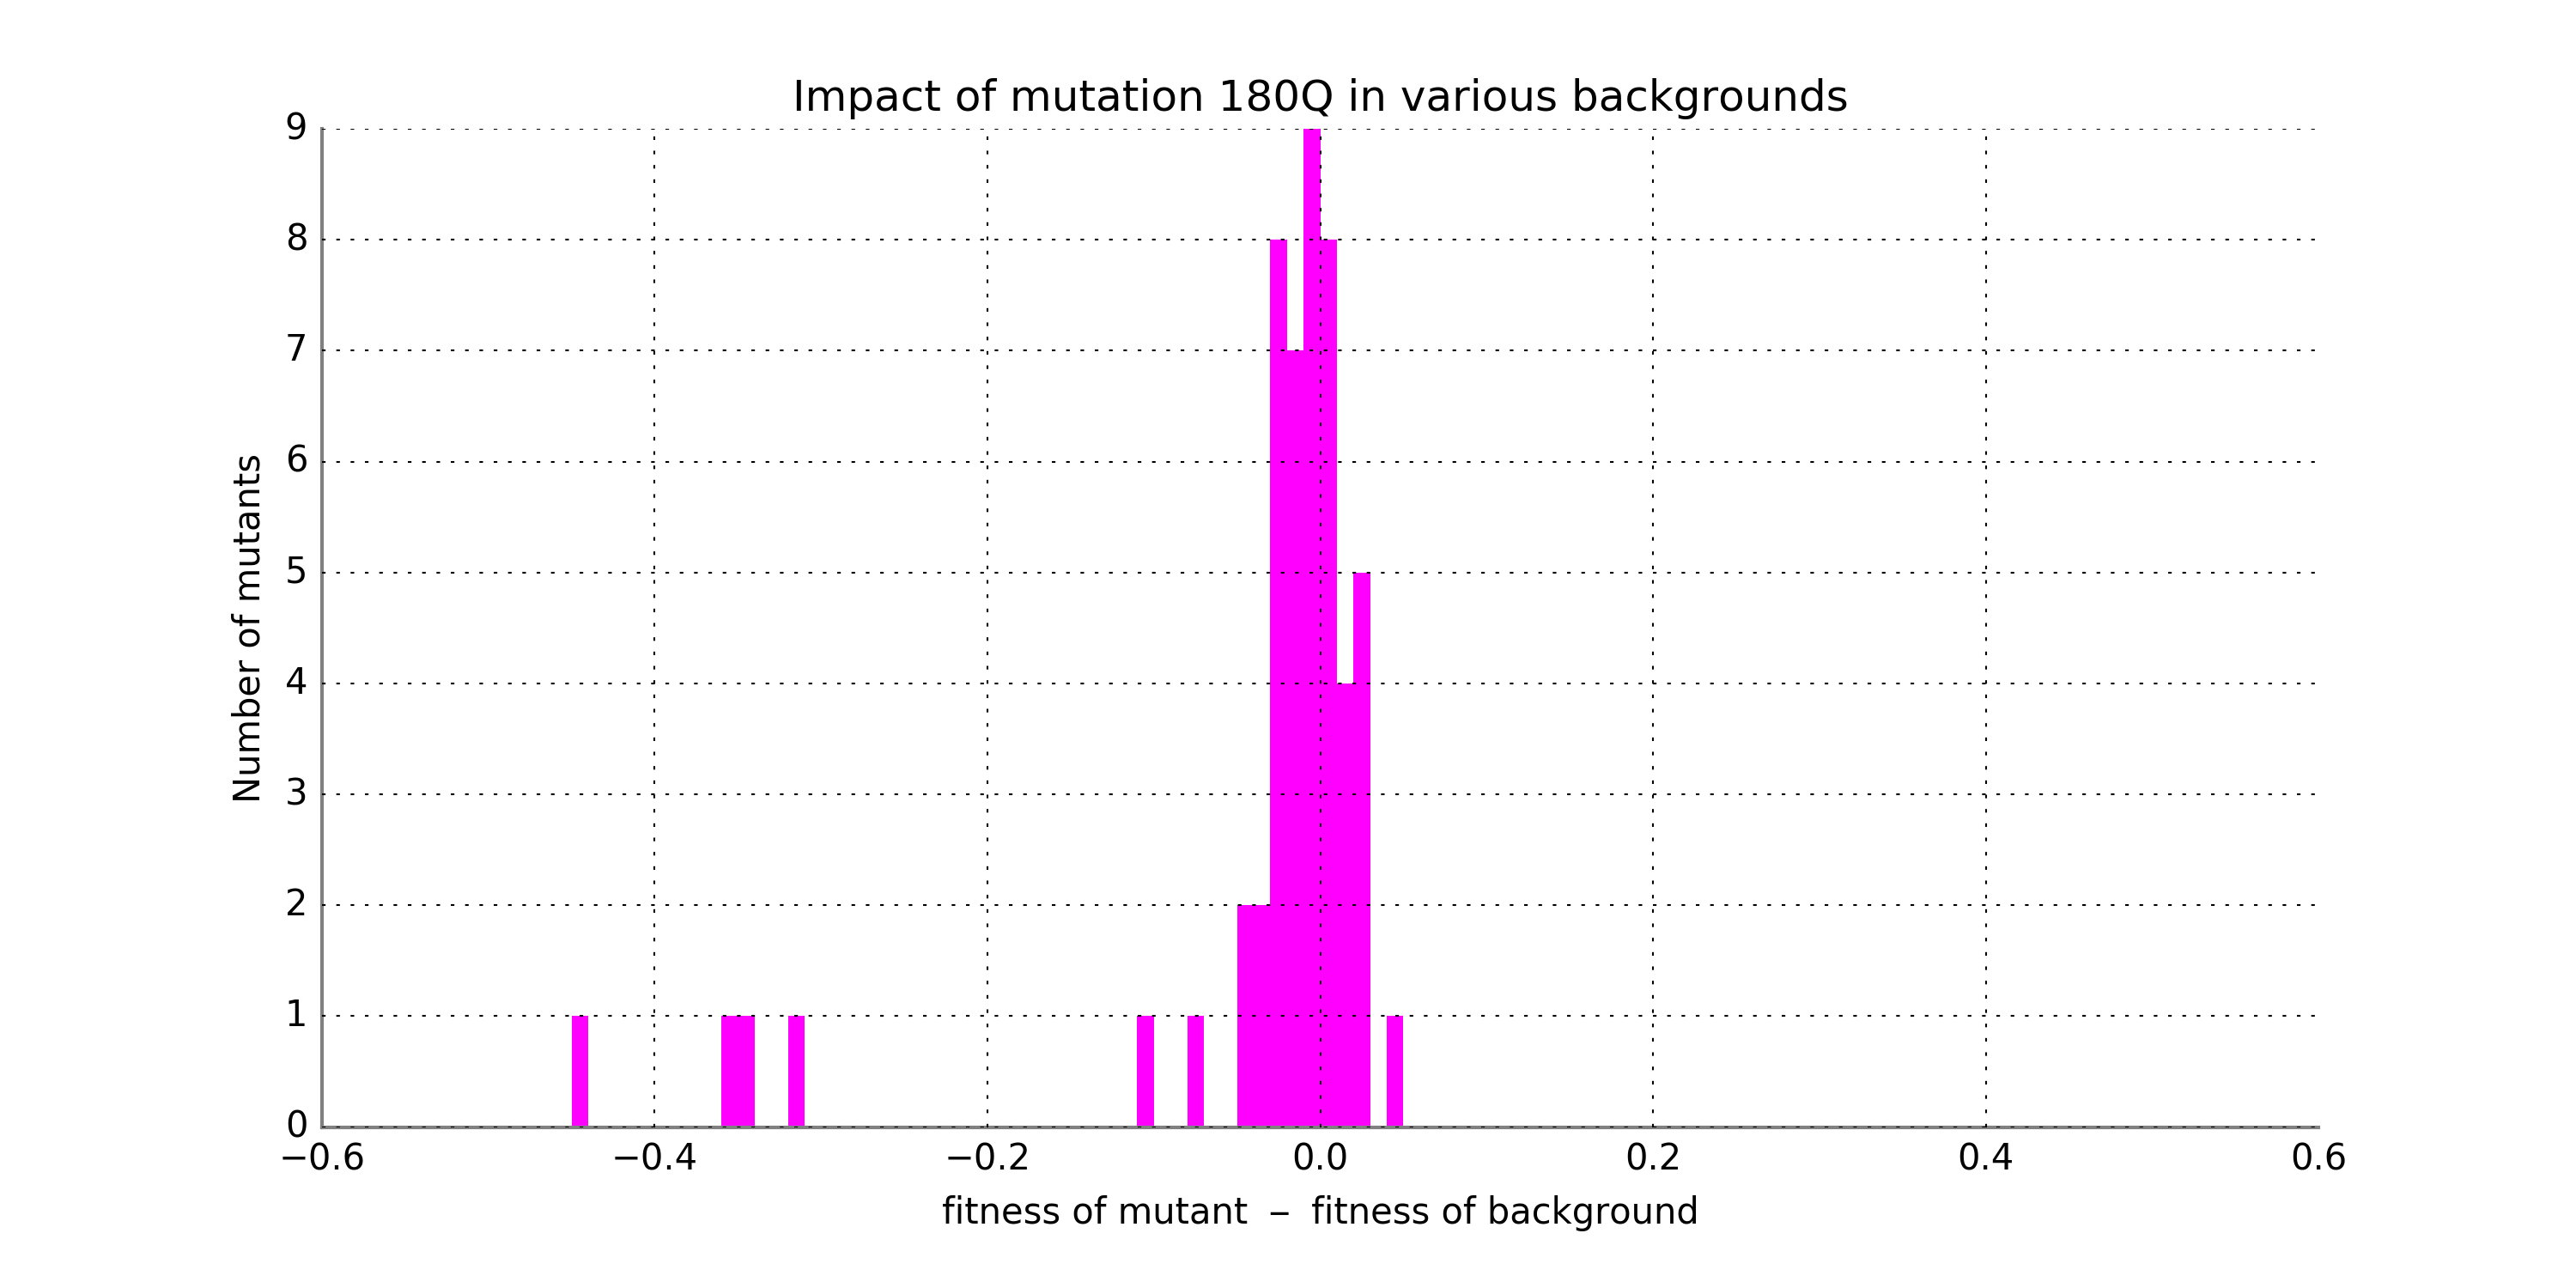 Impact of mutation 180Q in various backgrounds
9
8
7
6
5
4
3
2
1
0
Number of mutants
−0.6 −0.4 −0.2 0.0 0.2 0.4 0.6
fitness of mutant − fitness of background